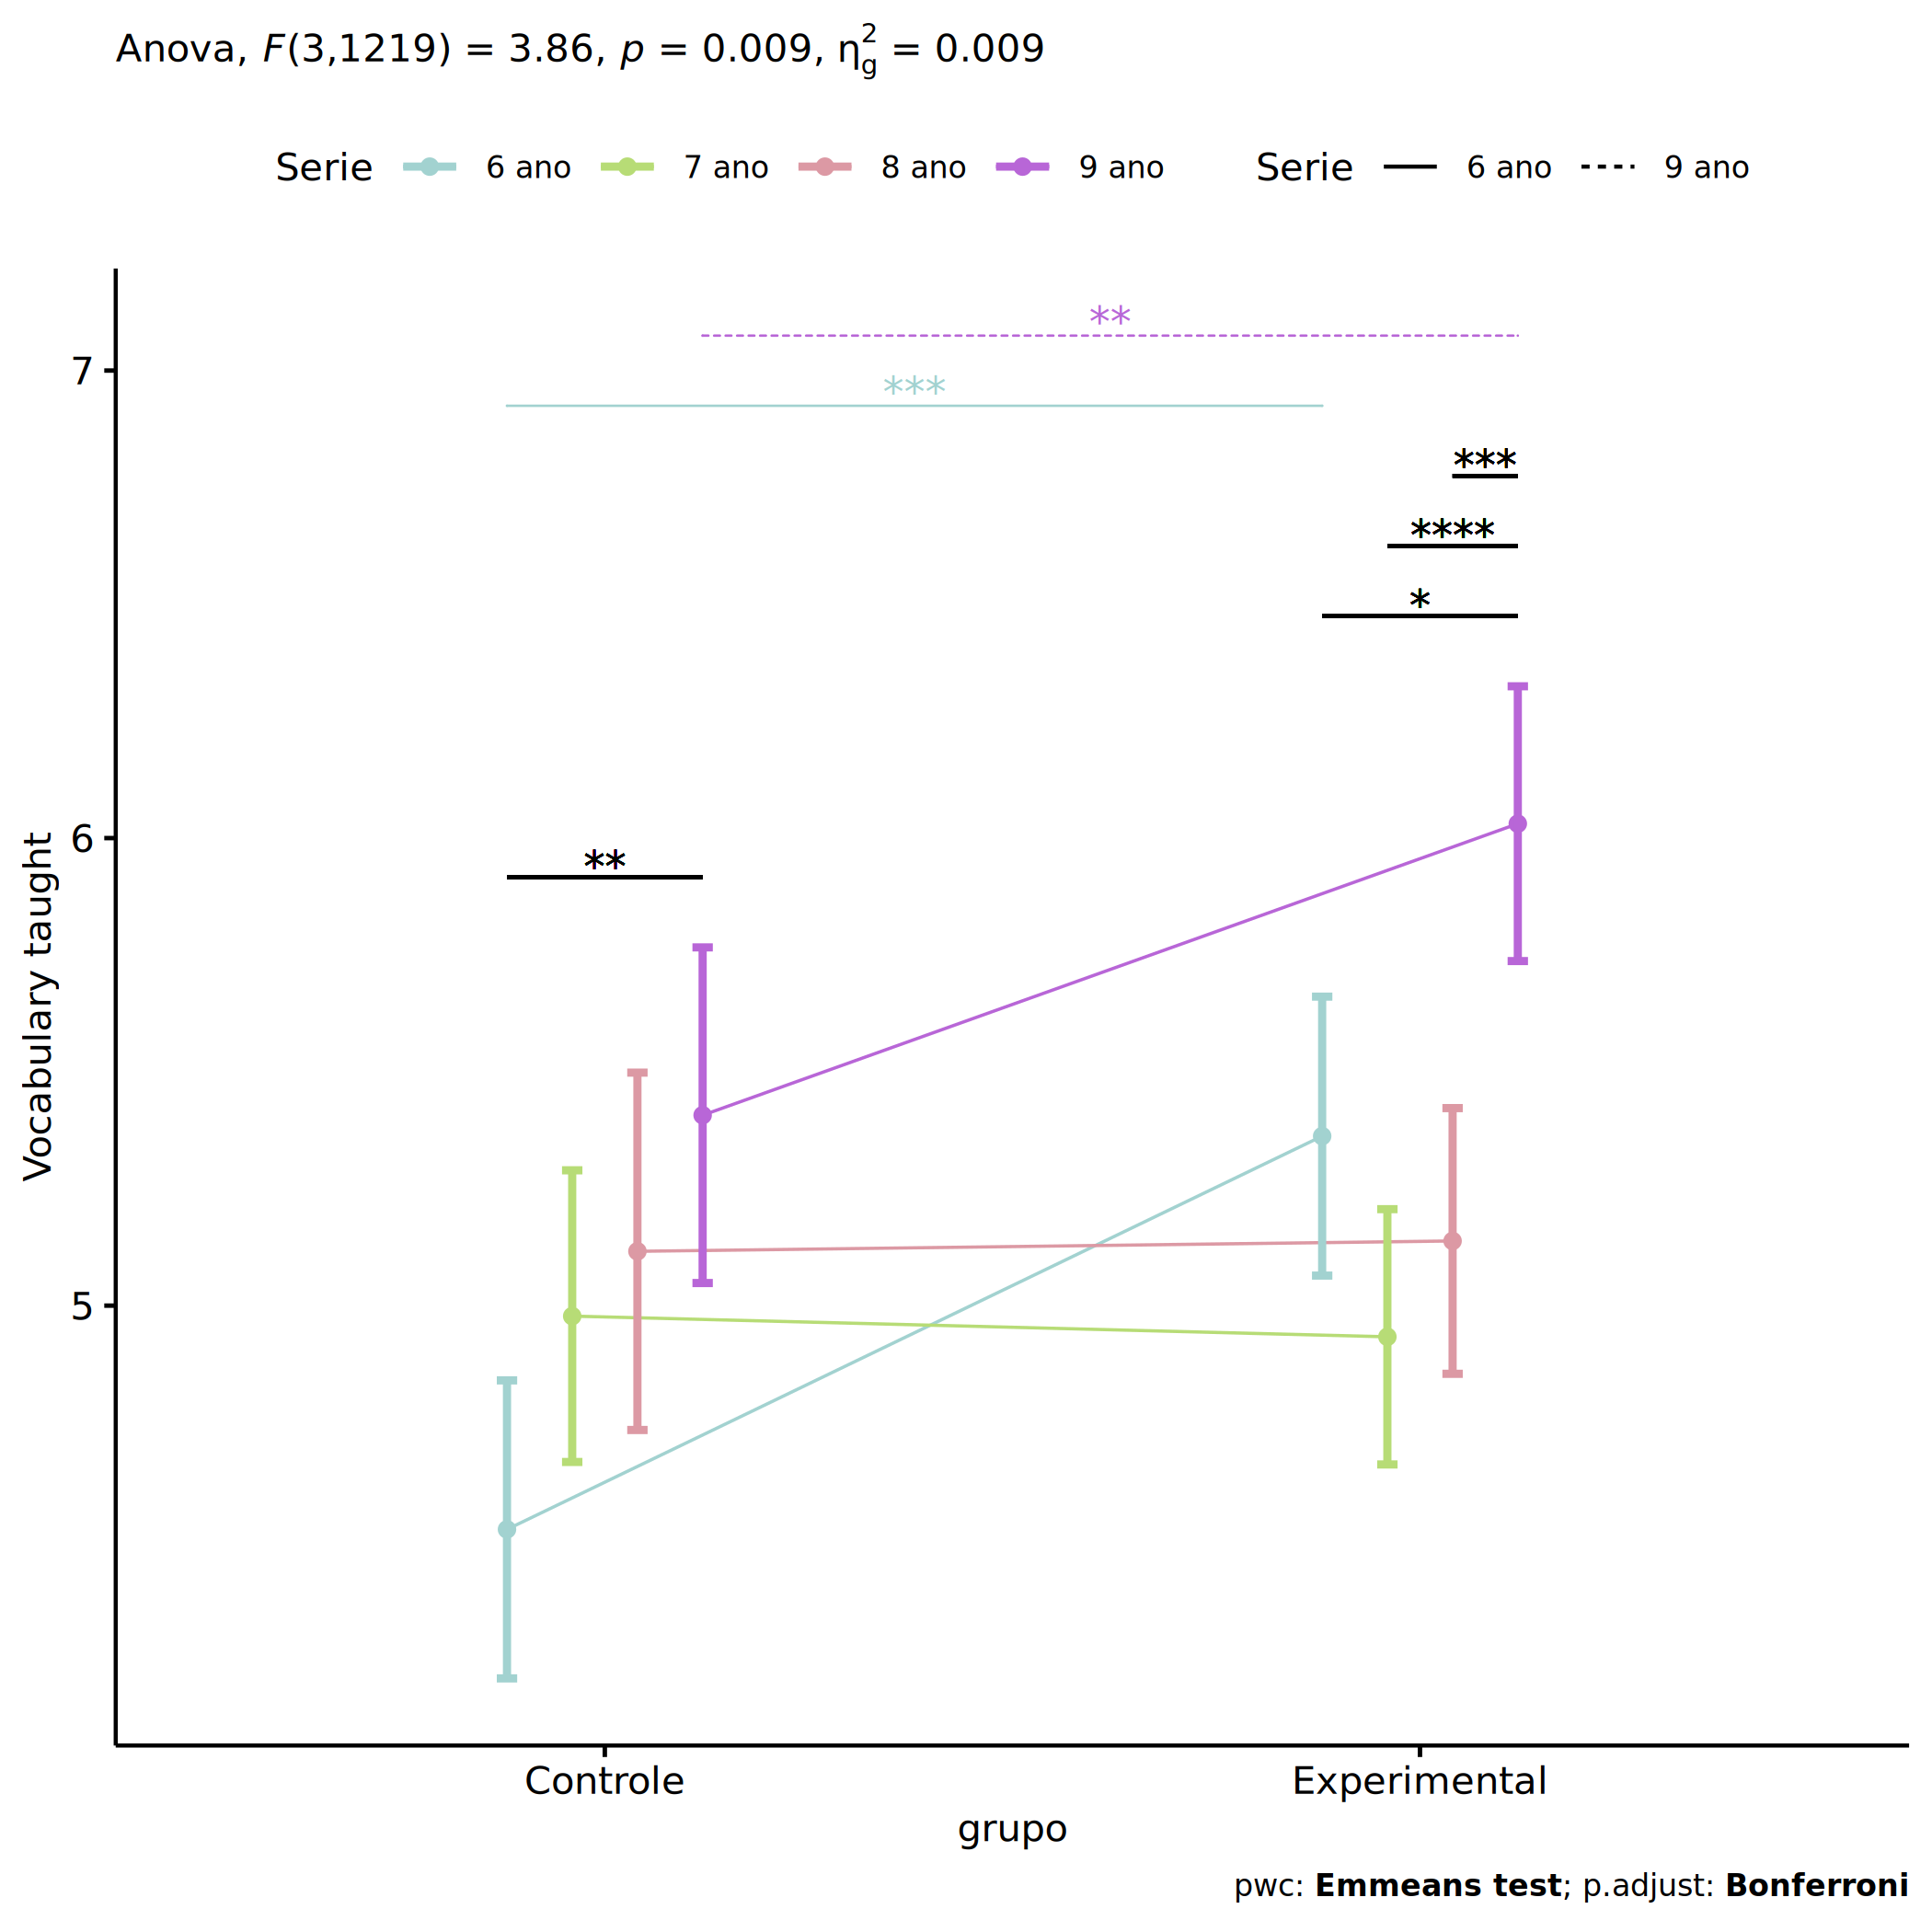 Anova, F(3,1219) = 3.86, p = 0.009, η²g = 0.009
Serie 6 ano 7 ano 8 ano 9 ano Serie 6 ano 9 ano
**
7
***
***
****
*
6
**
Vocabulary taught
5
Controle Experimental
grupo
pwc: Emmeans test; p.adjust: Bonferroni